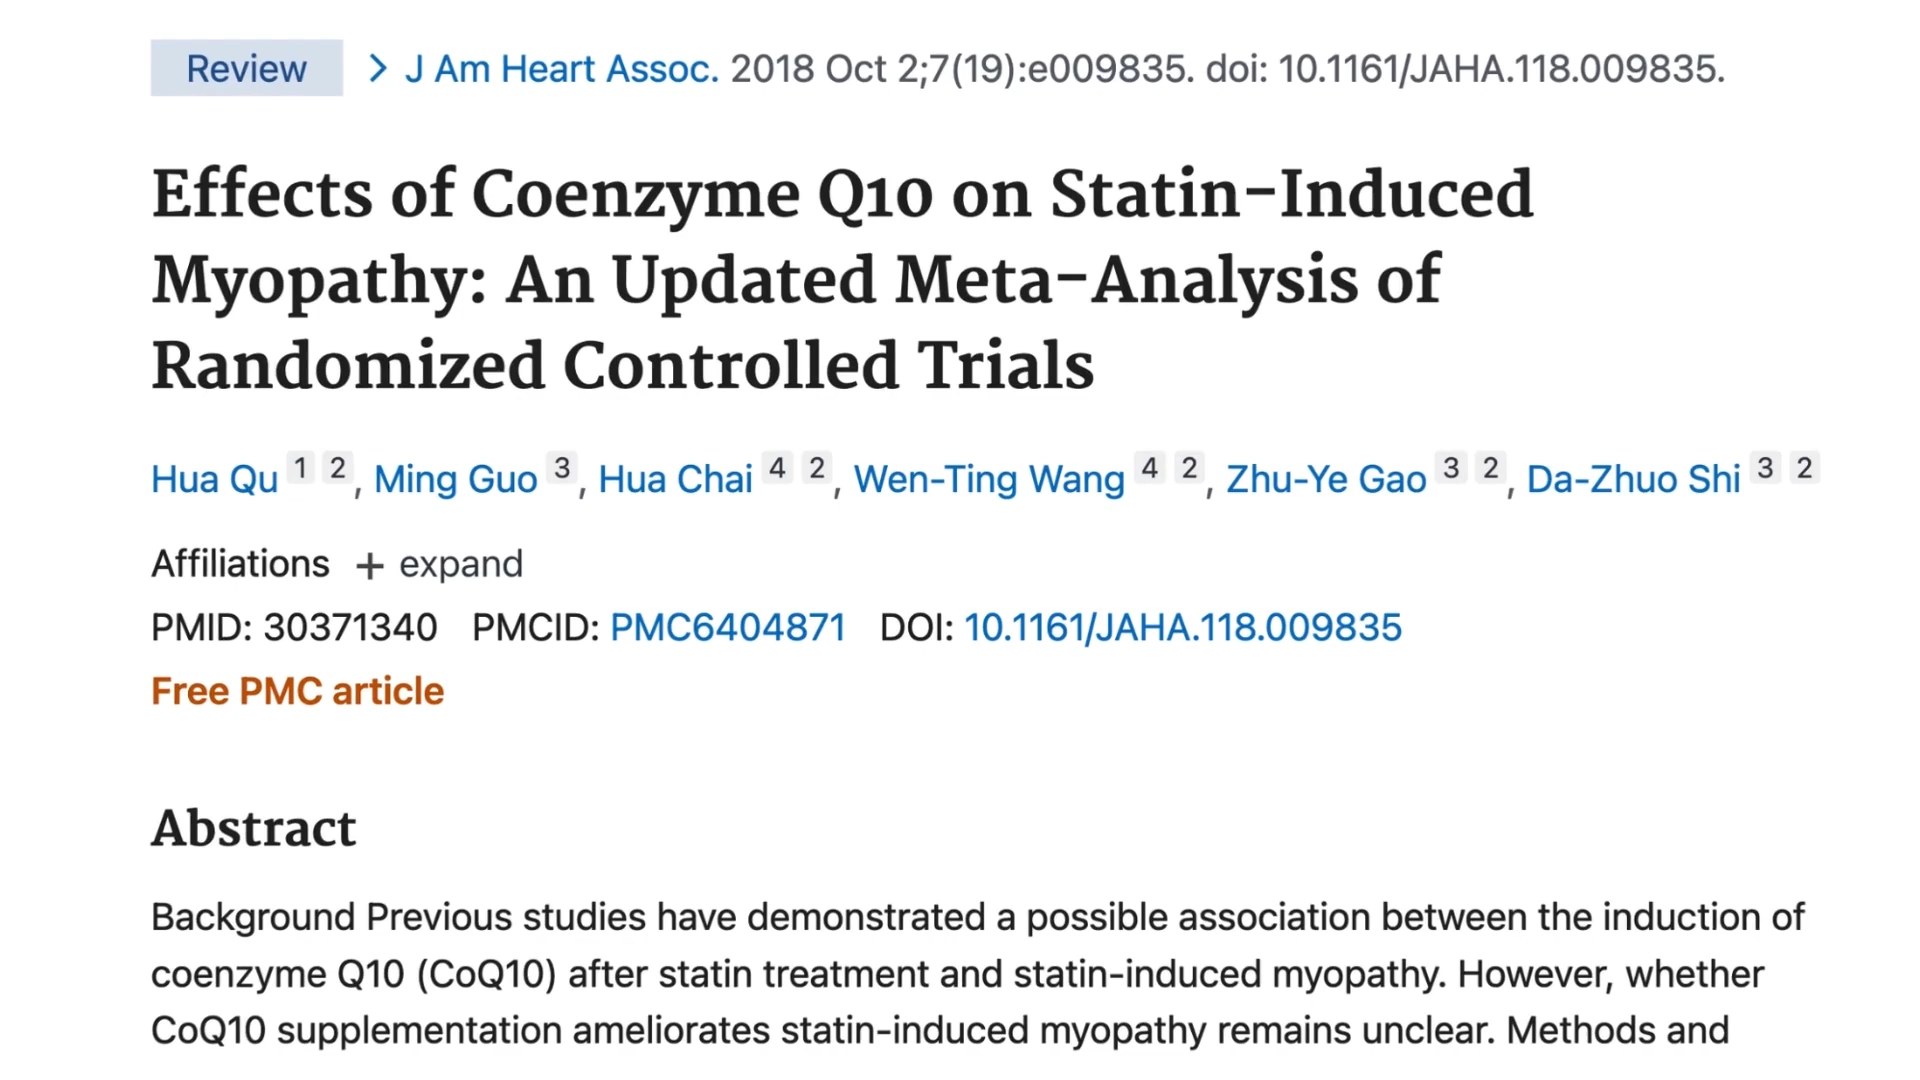 Review > J Am Heart Assoc. 2018 Oct 2;7(19):e009835. doi: 10.1161/JAHA.118.009835.
Effects of Coenzyme Q10 on Statin-Induced
Myopathy: An Updated Meta-Analysis of
Randomized Controlled Trials
Hua Qu 1 2, Ming Guo 3, Hua Chai 4 2, Wen-Ting Wang 4 2, Zhu-Ye Gao 3 2, Da-Zhuo Shi 3 2
Affiliations + expand
PMID: 30371340 PMCID: PMC6404871 DOI: 10.1161/JAHA.118.009835
Free PMC article
Abstract
Background Previous studies have demonstrated a possible association between the induction of
coenzyme Q10 (CoQ10) after statin treatment and statin-induced myopathy. However, whether
CoQ10 supplementation ameliorates statin-induced myopathy remains unclear. Methods and